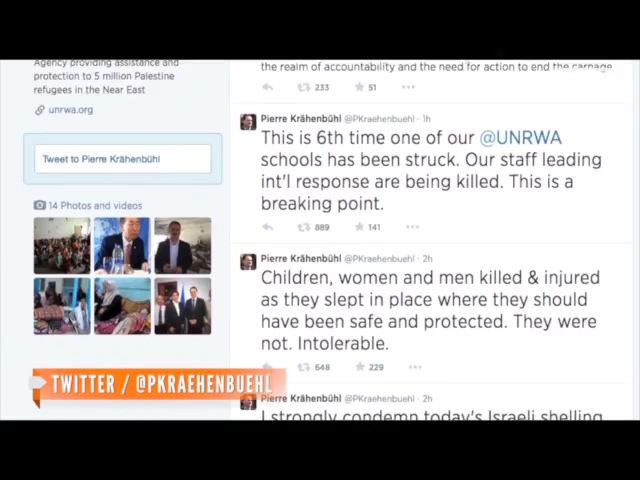 Agency providing assistance and
protection to 5 million Palestine
refugees in the Near East
unrwa.org
Tweet to Pierre Krähenbühl
14 Photos and videos
the realm of accountability and the need for action to end the carnage
233 51
Pierre Krähenbühl @PKraehenbuehl · 1h
This is 6th time one of our @UNRWA
schools has been struck. Our staff leading
int'l response are being killed. This is a
breaking point.
889 141
Pierre Krähenbühl @PKraehenbuehl · 2h
Children, women and men killed & injured
as they slept in place where they should
have been safe and protected. They were
not. Intolerable.
648 229
Pierre Krähenbühl @PKraehenbuehl · 2h
I strongly condemn today's Israeli shelling
TWITTER / @PKRAEHENBUEHL